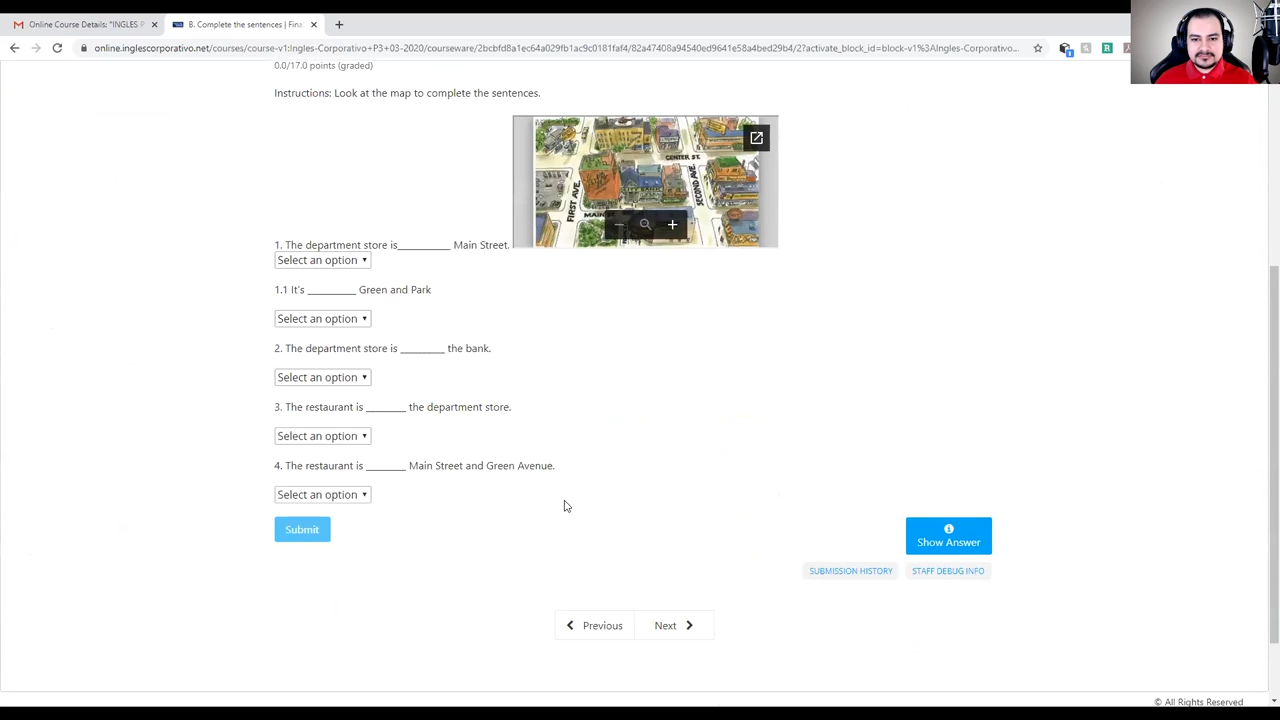 Online Course Details: "INGLES P
B. Complete the sentences | Fina
online.inglescorporativo.net/courses/course-v1:Ingles-Corporativo+P3+03-2020/courseware/2bcbfd8a1ec64a029fb1ac9c0181faf4/82a47408a94540ed9641e58a4bed29b4/2?activate_block_id=block-v1%3AIngles-Corporativo...
0.0/17.0 points (graded)
Instructions: Look at the map to complete the sentences.
CENTER ST.
FIRST AVE.
SECOND AVE.
MAIN
1. The department store is___________ Main Street.
Select an option
1.1 It's __________ Green and Park
Select an option
2. The department store is _________ the bank.
Select an option
3. The restaurant is ________ the department store.
Select an option
4. The restaurant is ________ Main Street and Green Avenue.
Select an option
Submit
Show Answer
SUBMISSION HISTORY
STAFF DEBUG INFO
Previous
Next
© All Rights Reserved